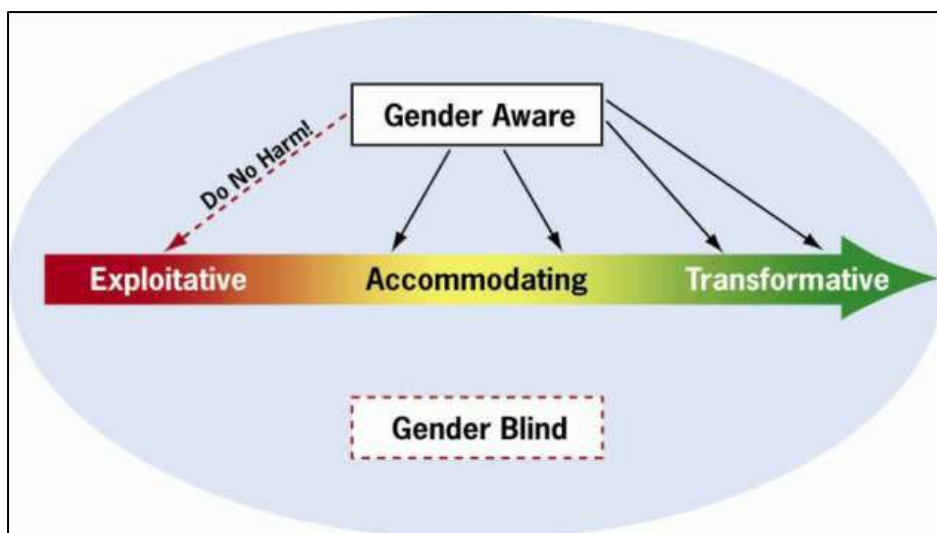 Gender Aware
Do No Harm!
Exploitative
Accommodating
Transformative
Gender Blind